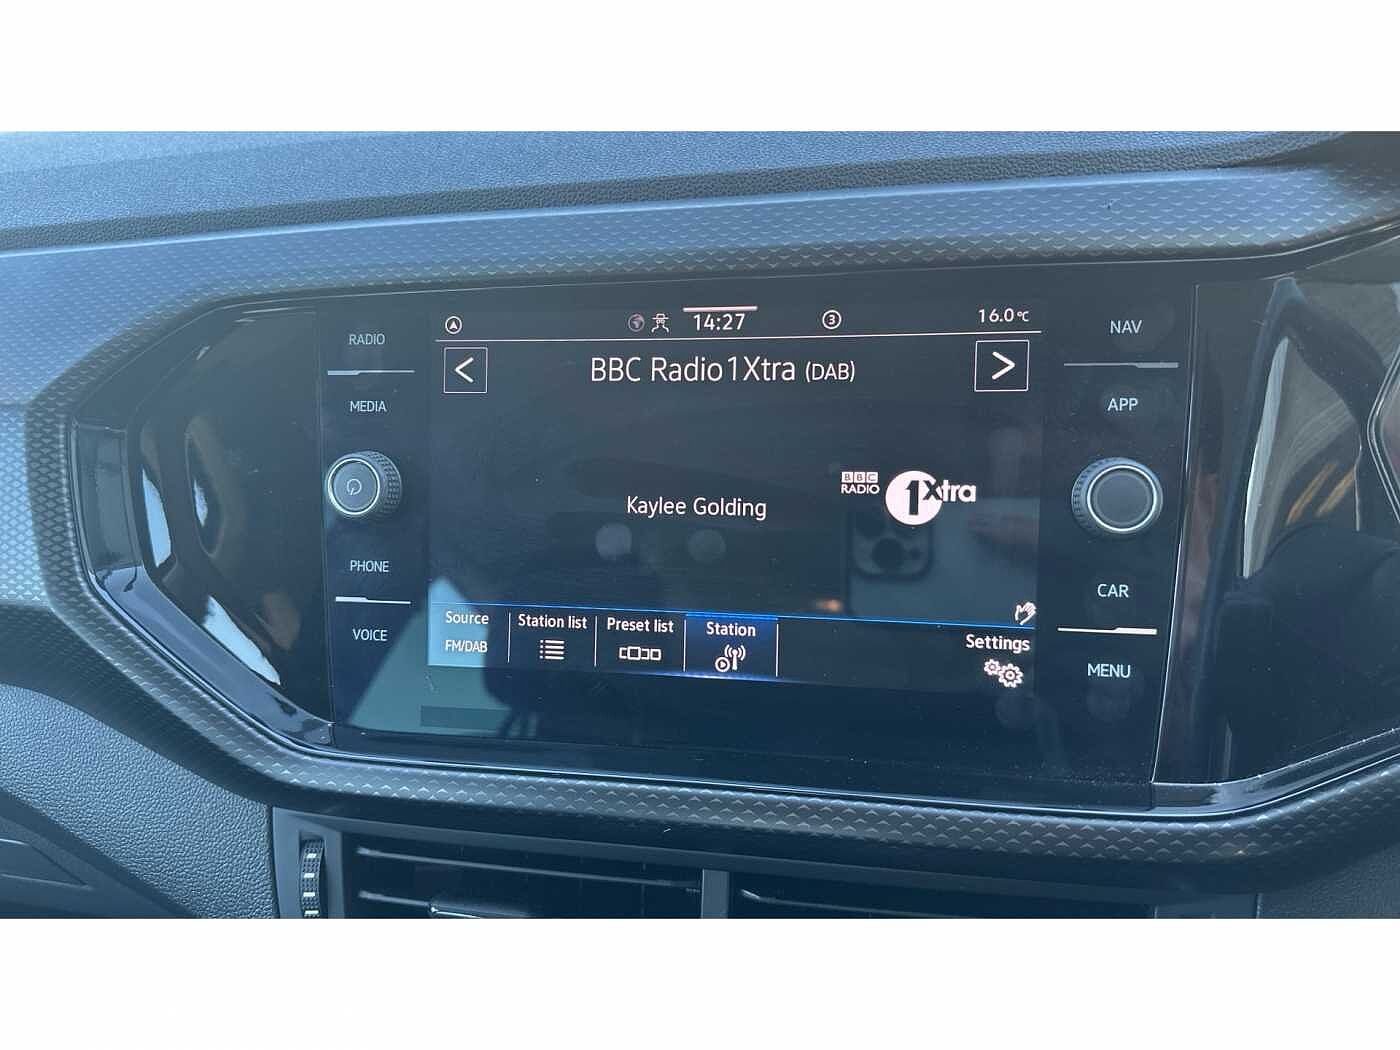 RADIO
MEDIA
PHONE
VOICE
14:27
3
16.0°C
< BBC Radio 1Xtra (DAB) >
Kaylee Golding
BBC
RADIO
1Xtra
Source
FM/DAB
Station list
Preset list
Station
Settings
NAV
APP
CAR
MENU